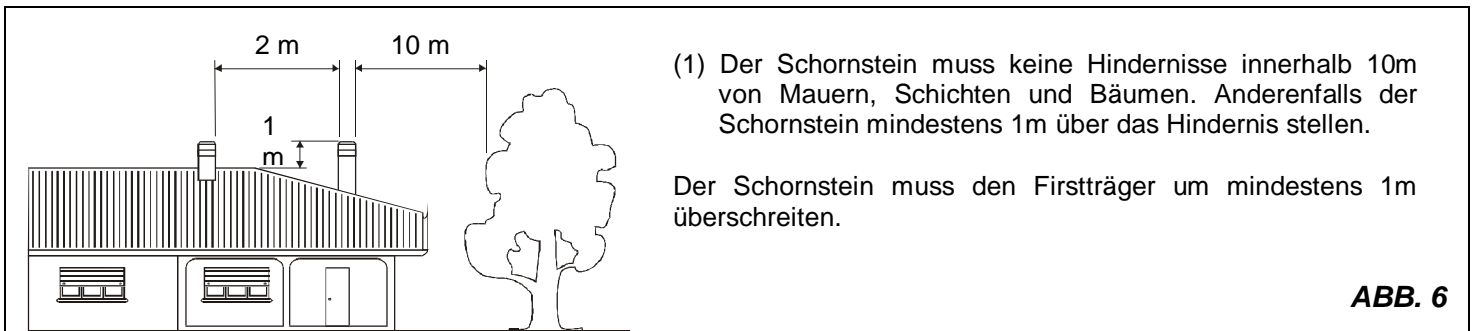 2 m 10 m
1
m
(1) Der Schornstein muss keine Hindernisse innerhalb 10m
von Mauern, Schichten und Bäumen. Anderenfalls der
Schornstein mindestens 1m über das Hindernis stellen.
Der Schornstein muss den Firstträger um mindestens 1m
überschreiten.
ABB. 6